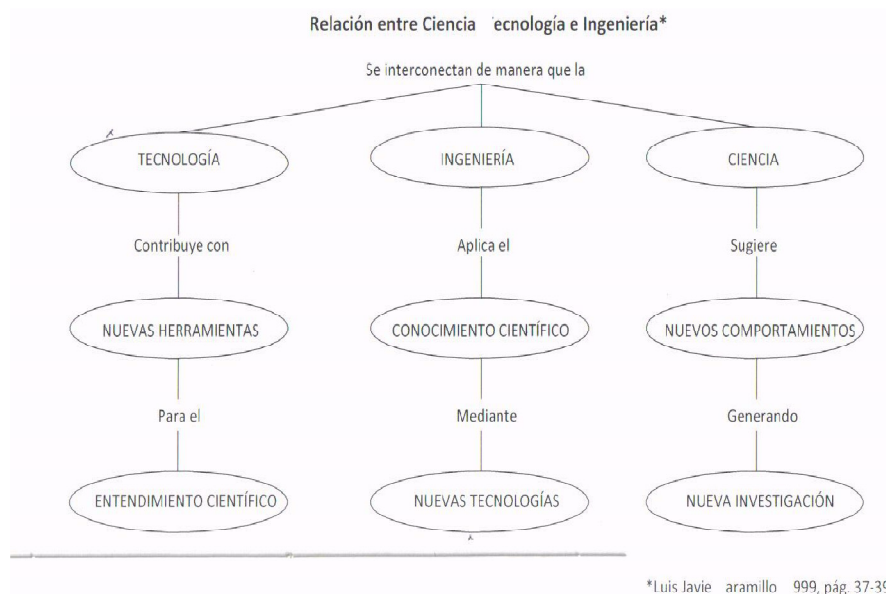 Relación entre Ciencia ecnología e Ingeniería*
Se interconectan de manera que la
TECNOLOGÍA INGENIERÍA CIENCIA
Contribuye con Aplica el Sugiere
NUEVAS HERRAMIENTAS CONOCIMIENTO CIENTÍFICO NUEVOS COMPORTAMIENTOS
Para el Mediante Generando
ENTENDIMIENTO CIENTÍFICO NUEVAS TECNOLOGÍAS NUEVA INVESTIGACIÓN
*Luis Javie aramillo 999, pág. 37-39